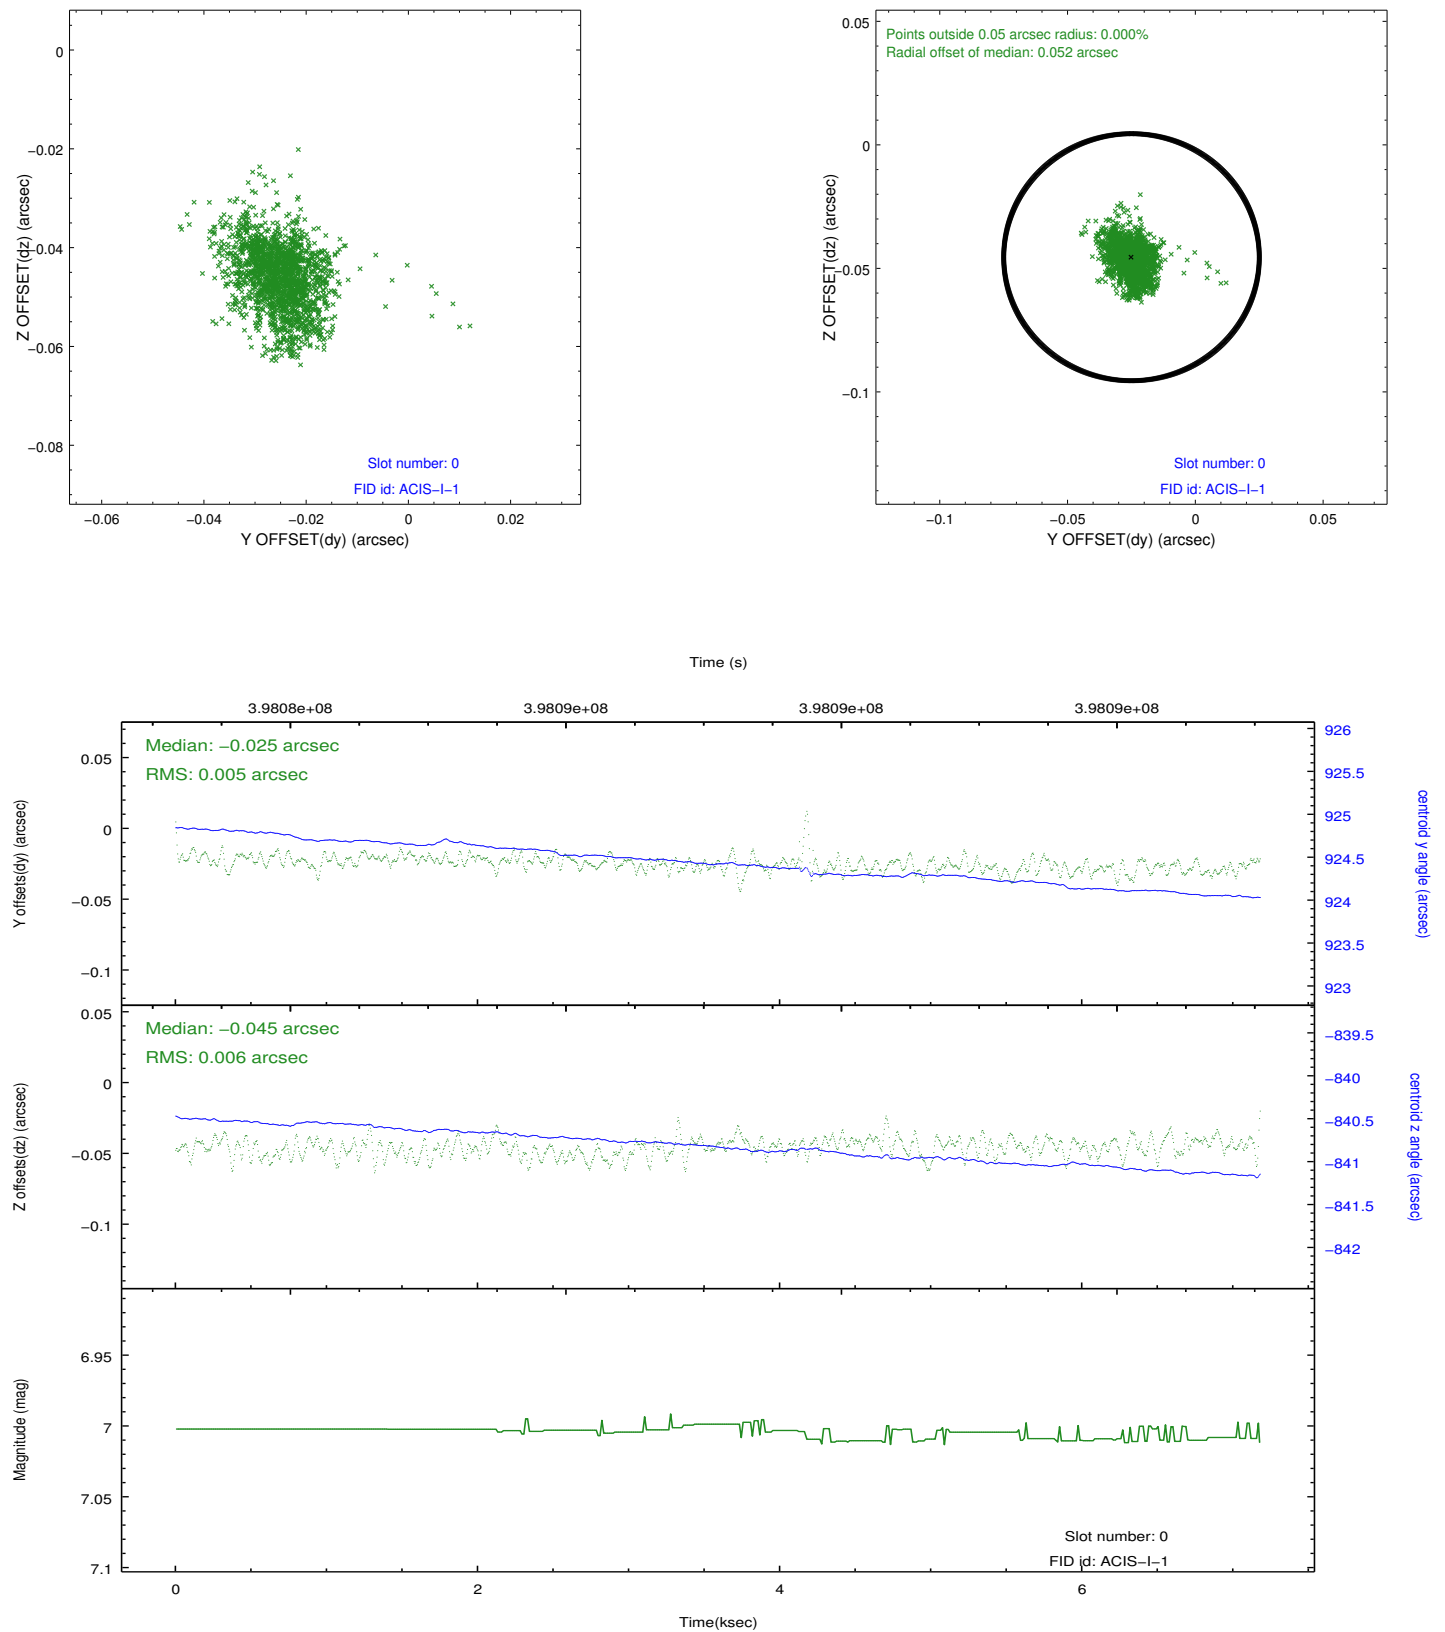 0
−0.02
−0.04
−0.06
−0.08
Z OFFSET(dz) (arcsec)
Slot number: 0
FID id: ACIS−I−1
−0.06
−0.04
−0.02
0
0.02
Y OFFSET(dy) (arcsec)
Points outside 0.05 arcsec radius: 0.000%
Radial offset of median: 0.052 arcsec
0.05
0
−0.05
−0.1
Z OFFSET(dz) (arcsec)
Slot number: 0
FID id: ACIS−I−1
−0.1
−0.05
0
0.05
Y OFFSET(dy) (arcsec)
Time (s)
3.9808e+08
3.9809e+08
3.9809e+08
3.9809e+08
Median: −0.025 arcsec
RMS: 0.005 arcsec
0.05
0
−0.05
−0.1
Y offsets(dy) (arcsec)
926
925.5
925
924.5
924
923.5
923
centroid y angle (arcsec)
Median: −0.045 arcsec
RMS: 0.006 arcsec
0.05
0
−0.05
−0.1
Z offsets(dz) (arcsec)
−839.5
−840
−840.5
−841
−841.5
−842
centroid z angle (arcsec)
6.95
7
7.05
7.1
Magnitude (mag)
Slot number: 0
FID id: ACIS−I−1
0
2
4
6
Time(ksec)